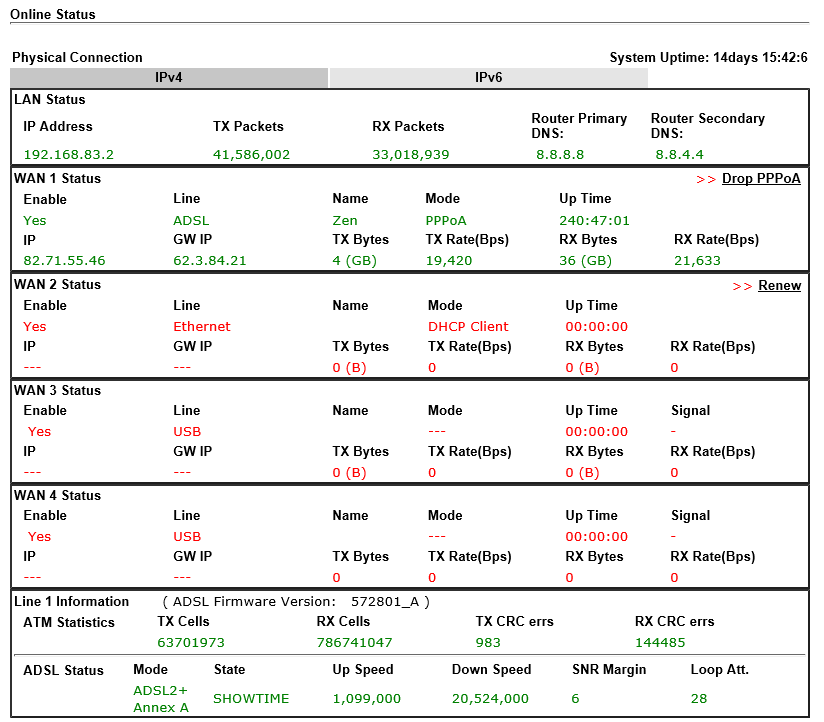 Online Status
Physical Connection System Uptime: 14days 15:42:6
IPv4 IPv6
LAN Status
IP Address TX Packets RX Packets Router Primary DNS: Router Secondary DNS:
192.168.83.2 41,586,002 33,018,939 8.8.8.8 8.8.4.4
WAN 1 Status >> Drop PPPoA
Enable Line Name Mode Up Time
Yes ADSL Zen PPPoA 240:47:01
IP GW IP TX Bytes TX Rate(Bps) RX Bytes RX Rate(Bps)
82.71.55.46 62.3.84.21 4 (GB) 19,420 36 (GB) 21,633
WAN 2 Status >> Renew
Enable Line Name Mode Up Time
Yes Ethernet DHCP Client 00:00:00
IP GW IP TX Bytes TX Rate(Bps) RX Bytes RX Rate(Bps)
--- --- 0 (B) 0 0 (B) 0
WAN 3 Status
Enable Line Name Mode Up Time Signal
Yes USB --- 00:00:00 -
IP GW IP TX Bytes TX Rate(Bps) RX Bytes RX Rate(Bps)
--- --- 0 (B) 0 0 (B) 0
WAN 4 Status
Enable Line Name Mode Up Time Signal
Yes USB --- 00:00:00 -
IP GW IP TX Bytes TX Rate(Bps) RX Bytes RX Rate(Bps)
--- --- 0 0 0 0
Line 1 Information ( ADSL Firmware Version: 572801_A )
ATM Statistics TX Cells RX Cells TX CRC errs RX CRC errs
63701973 786741047 983 144485
ADSL Status Mode State Up Speed Down Speed SNR Margin Loop Att.
ADSL2+ Annex A SHOWTIME 1,099,000 20,524,000 6 28